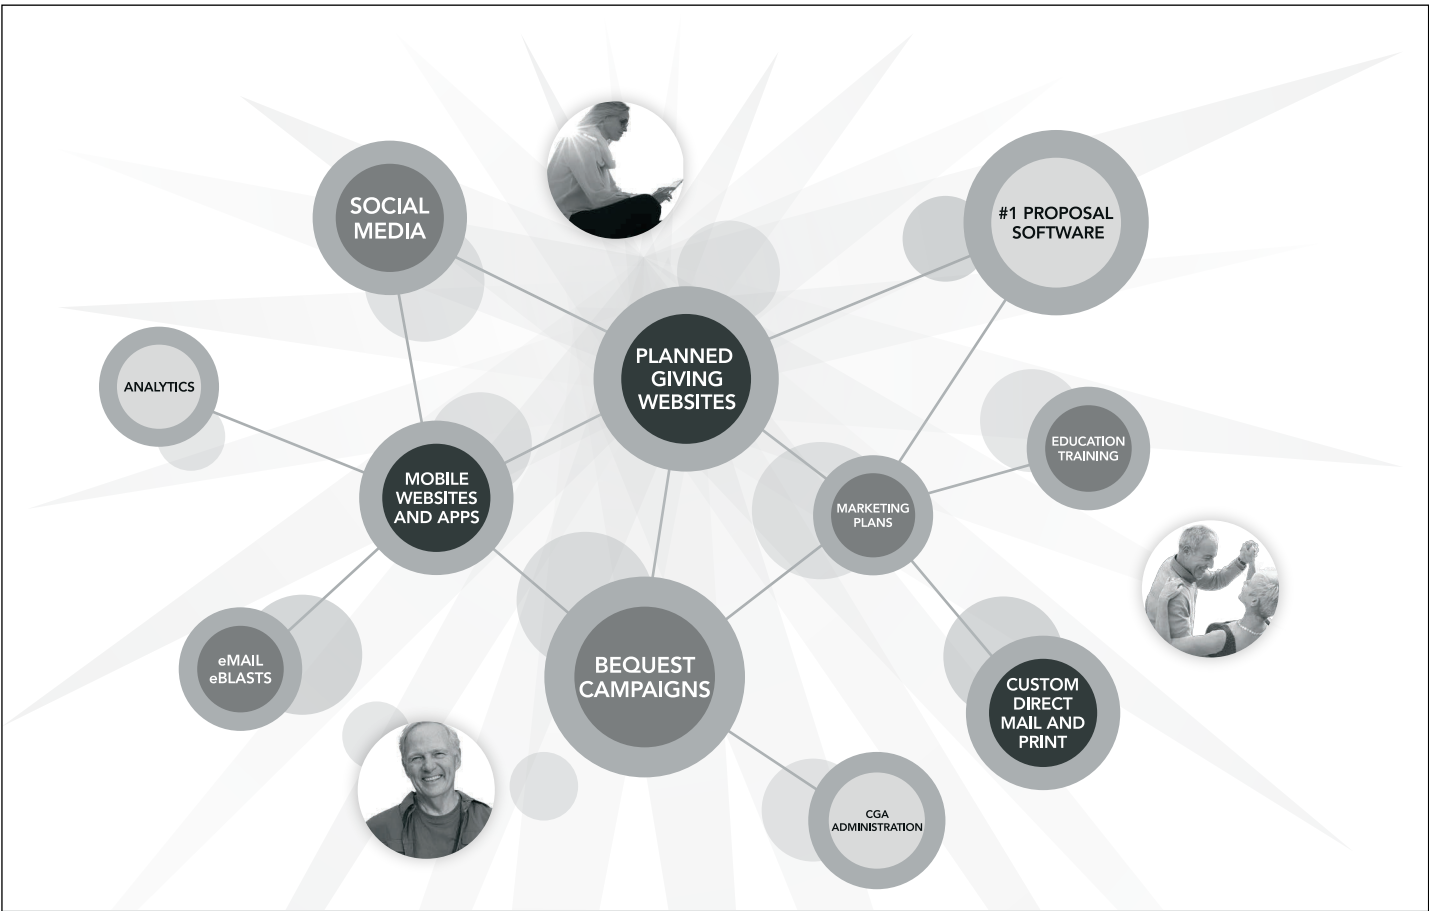 SOCIAL
MEDIA
#1 PROPOSAL
SOFTWARE
PLANNED
GIVING
WEBSITES
ANALYTICS
MOBILE
WEBSITES
AND APPS
EDUCATION
TRAINING
MARKETING
PLANS
eMAIL
eBLASTS
BEQUEST
CAMPAIGNS
CUSTOM
DIRECT
MAIL AND
PRINT
CGA
ADMINISTRATION